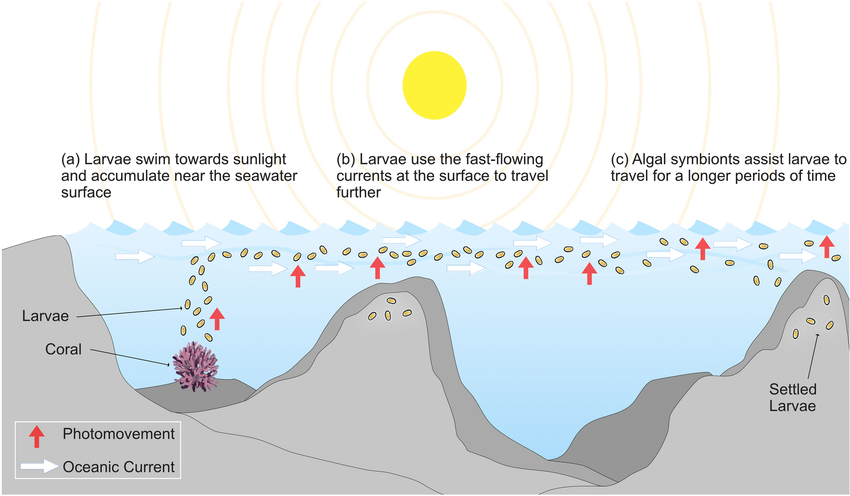 (a) Larvae swim towards sunlight
and accumulate near the seawater
surface
(b) Larvae use the fast-flowing
currents at the surface to travel
further
(c) Algal symbionts assist larvae to
travel for a longer periods of time
Larvae
Coral
Settled
Larvae
Photomovement
Oceanic Current